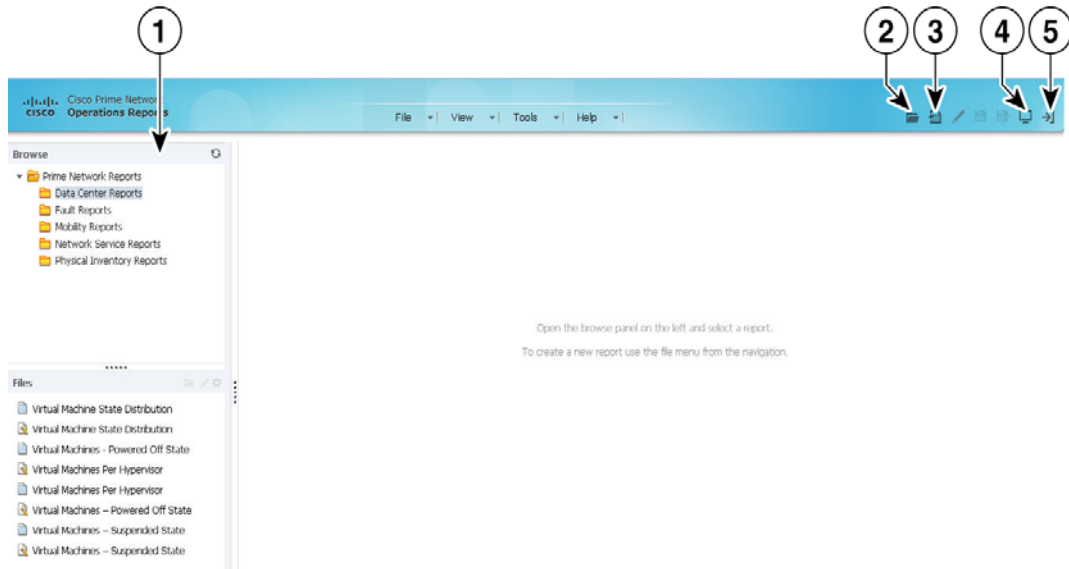 1
2
3
4
5
Cisco Prime Network
CISCO Operations Reports
File
View
Tools
Help
Browse
Prime Network Reports
Data Center Reports
Fault Reports
Mobility Reports
Network Service Reports
Physical Inventory Reports
Open the browse panel on the left and select a report.
To create a new report use the file menu from the navigation.
Files
Virtual Machine State Distribution
Virtual Machine State Distribution
Virtual Machines - Powered Off State
Virtual Machines Per Hypervisor
Virtual Machines Per Hypervisor
Virtual Machines – Powered Off State
Virtual Machines – Suspended State
Virtual Machines – Suspended State